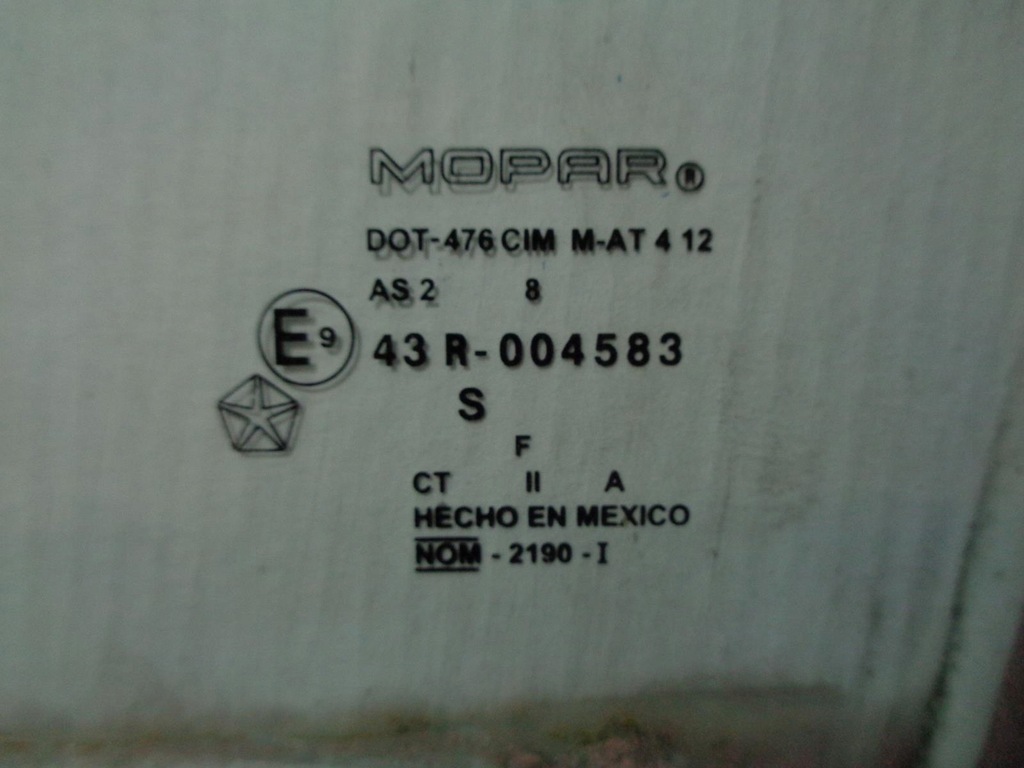 MOPAR®
DOT-476 CIM M-AT 4 12
AS 2 8
E9 43 R-004583
S
F
CT II A
HECHO EN MEXICO
NOM - 2190 - I